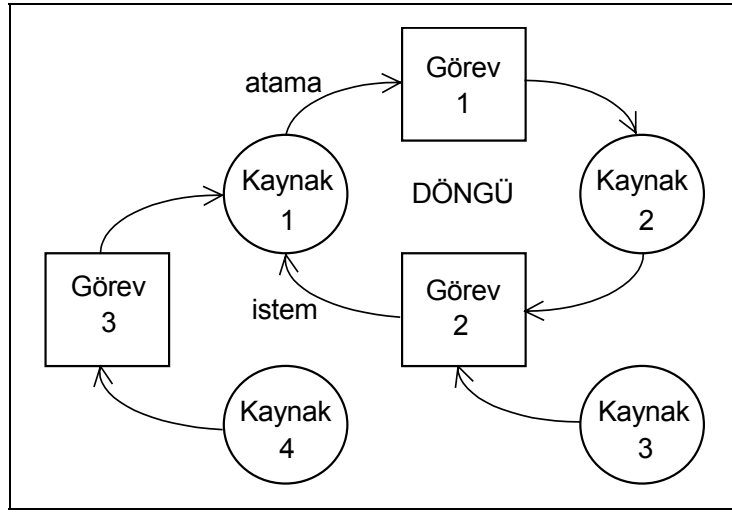 atama
Görev
1
Kaynak
1
DÖNGÜ
Kaynak
2
Görev
3
istem
Görev
2
Kaynak
4
Kaynak
3